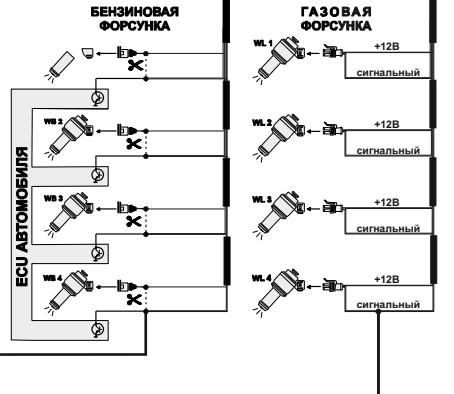 БЕНЗИНОВАЯ
ФОРСУНКА
ГАЗОВАЯ
ФОРСУНКА
WL 1
+12В
сигнальный
WB 2
WL 2
+12В
сигнальный
WB 3
WL 3
+12В
сигнальный
WB 4
WL 4
+12В
сигнальный
ECU АВТОМОБИЛЯ